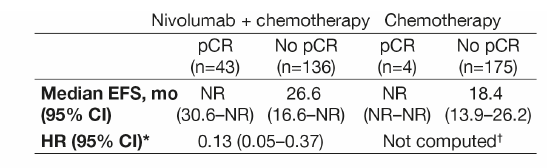 Nivolumab + chemotherapy Chemotherapy
pCR No pCR pCR No pCR
(n=43) (n=136) (n=4) (n=175)
Median EFS, mo NR 26.6 NR 18.4
(95% CI) (30.6–NR) (16.6–NR) (NR–NR) (13.9–26.2)
HR (95% CI)* 0.13 (0.05–0.37) Not computed†